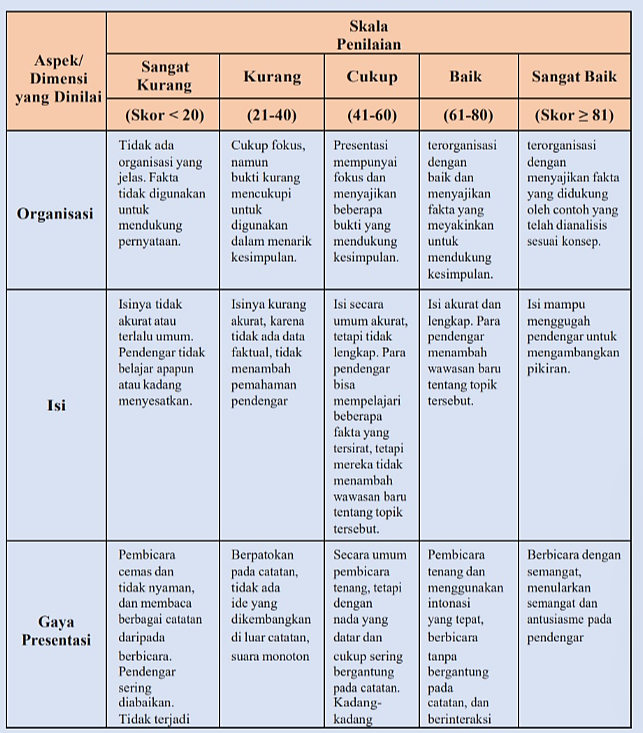 Aspek/
Dimensi
yang Dinilai
Skala
Penilaian
Sangat
Kurang
Kurang
Cukup
Baik
Sangat Baik
(Skor < 20)
(21-40)
(41-60)
(61-80)
(Skor ≥ 81)
Organisasi
Tidak ada
organisasi yang
jelas. Fakta
tidak digunakan
untuk
mendukung
pernyataan.
Cukup fokus,
namun
bukti kurang
mencukupi
untuk
digunakan
dalam menarik
kesimpulan.
Presentasi
mempunyai
fokus dan
menyajikan
beberapa
bukti yang
mendukung
kesimpulan.
terorganisasi
dengan
baik dan
menyajikan
fakta yang
meyakinkan
untuk
mendukung
kesimpulan.
terorganisasi
dengan
menyajikan fakta
yang didukung
oleh contoh yang
telah dianalisis
sesuai konsep.
Isi
Isinya tidak
akurat atau
terlalu umum.
Pendengar tidak
belajar apapun
atau kadang
menyesatkan.
Isinya kurang
akurat, karena
tidak ada data
faktual, tidak
menambah
pemahaman
pendengar
Isi secara
umum akurat,
tetapi tidak
lengkap. Para
pendengar
bisa
mempelajari
beberapa
fakta yang
tersirat, tetapi
mereka tidak
menambah
wawasan baru
tentang topik
tersebut.
Isi akurat dan
lengkap. Para
pendengar
menambah
wawasan baru
tentang topik
tersebut.
Isi mampu
menggugah
pendengar untuk
mengambangkan
pikiran.
Gaya
Presentasi
Pembicara
cemas dan
tidak nyaman,
dan membaca
berbagai catatan
daripada
berbicara.
Pendengar
sering
diabaikan.
Tidak terjadi
Berpatokan
pada catatan,
tidak ada
ide yang
dikembangkan
di luar catatan,
suara monoton
Secara umum
pembicara
tenang, tetapi
dengan
nada yang
datar dan
cukup sering
bergantung
pada catatan.
Kadang-
kadang
Pembicara
tenang dan
menggunakan
intonasi
yang tepat,
berbicara
tanpa
bergantung
pada
catatan, dan
berinteraksi
Berbicara dengan
semangat,
menularkan
semangat dan
antusiasme pada
pendengar